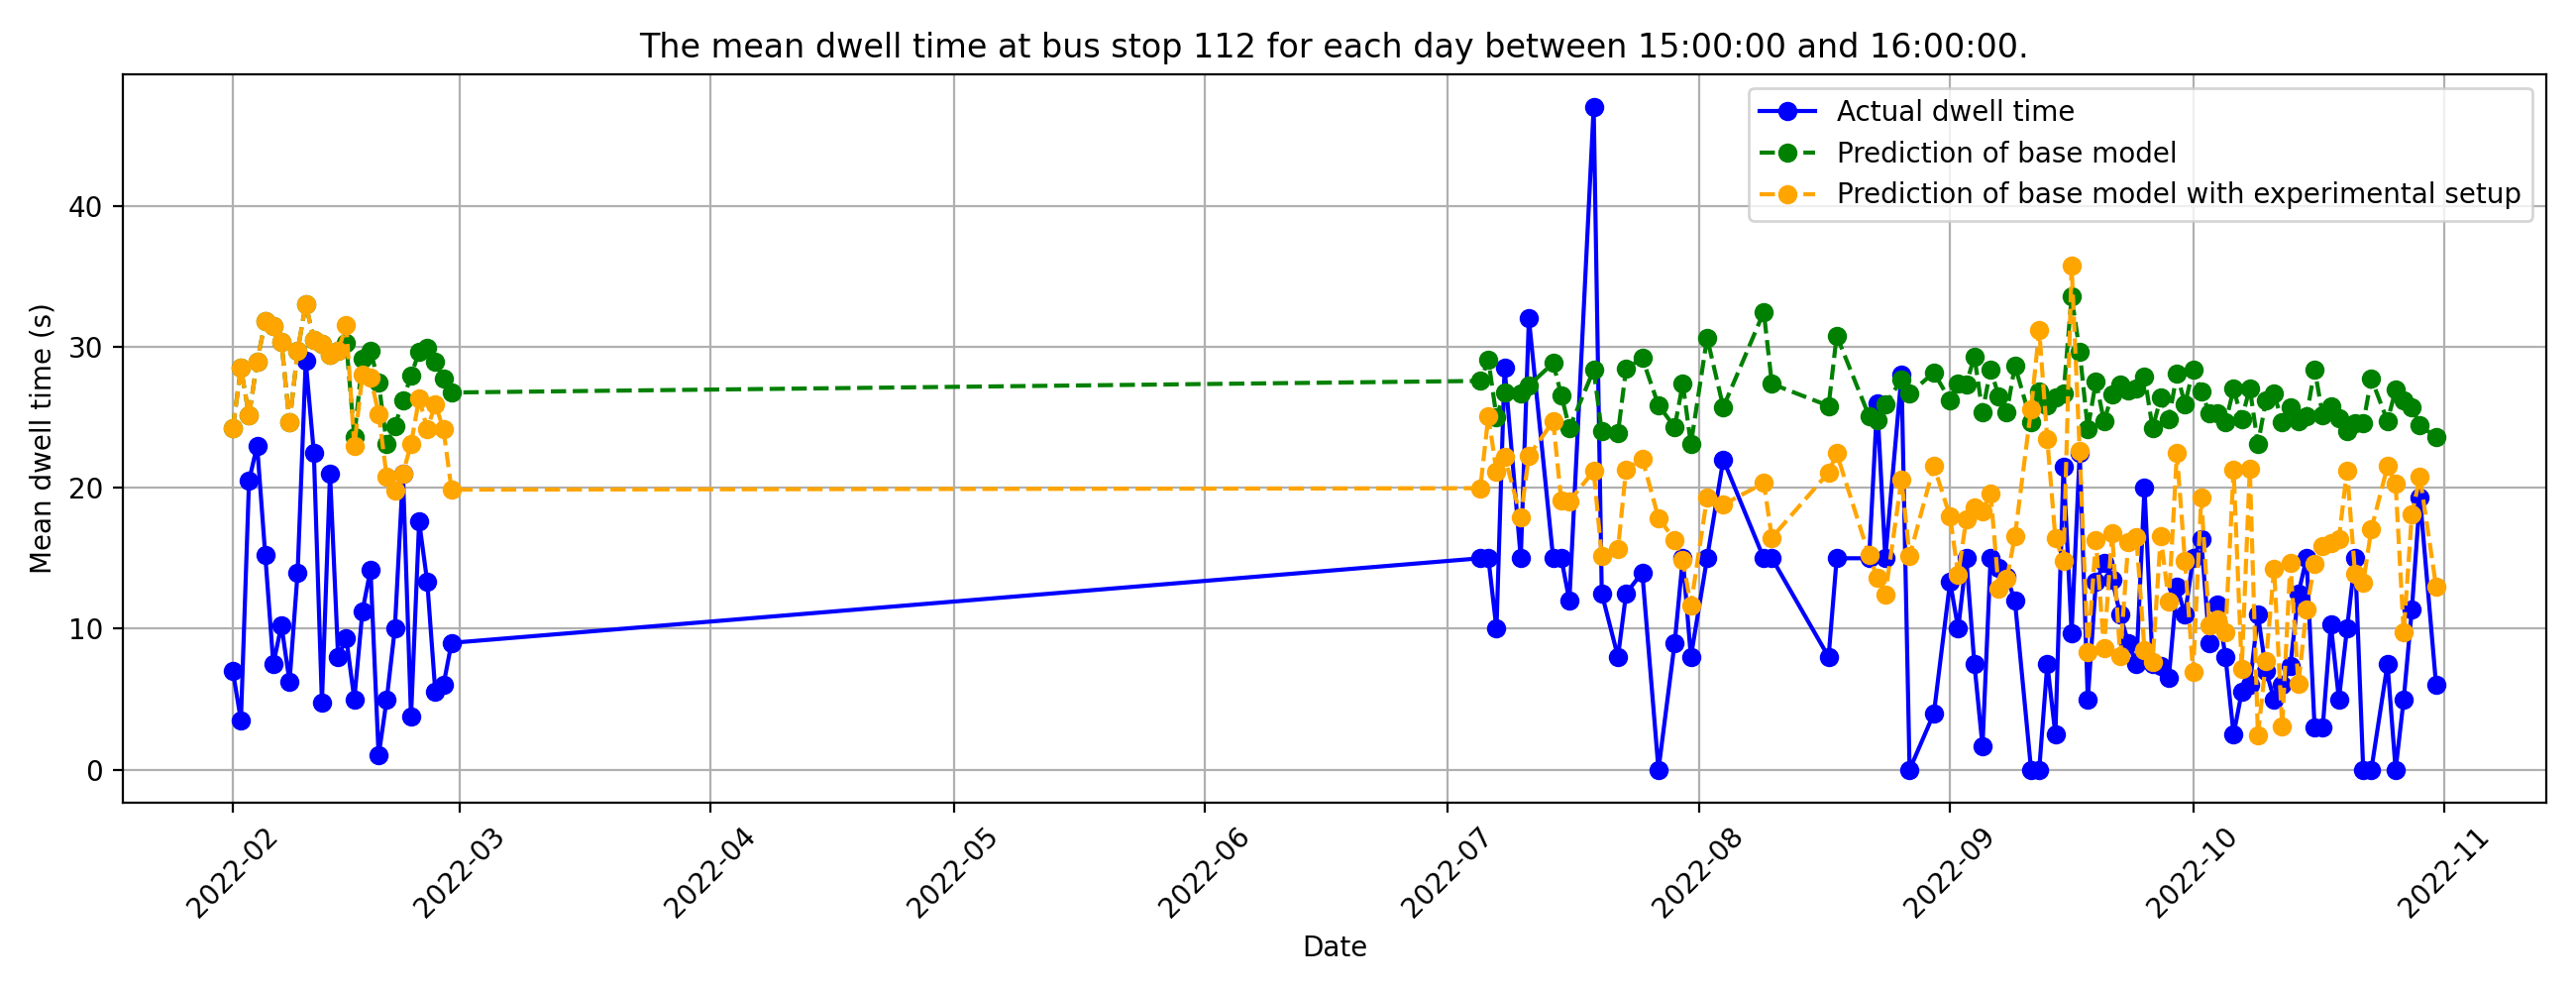 The mean dwell time at bus stop 112 for each day between 15:00:00 and 16:00:00.
Actual dwell time
Prediction of base model
Prediction of base model with experimental setup
Mean dwell time (s)
40
30
20
10
0
2022-02
2022-03
2022-04
2022-05
2022-06
2022-07
2022-08
2022-09
2022-10
2022-11
Date